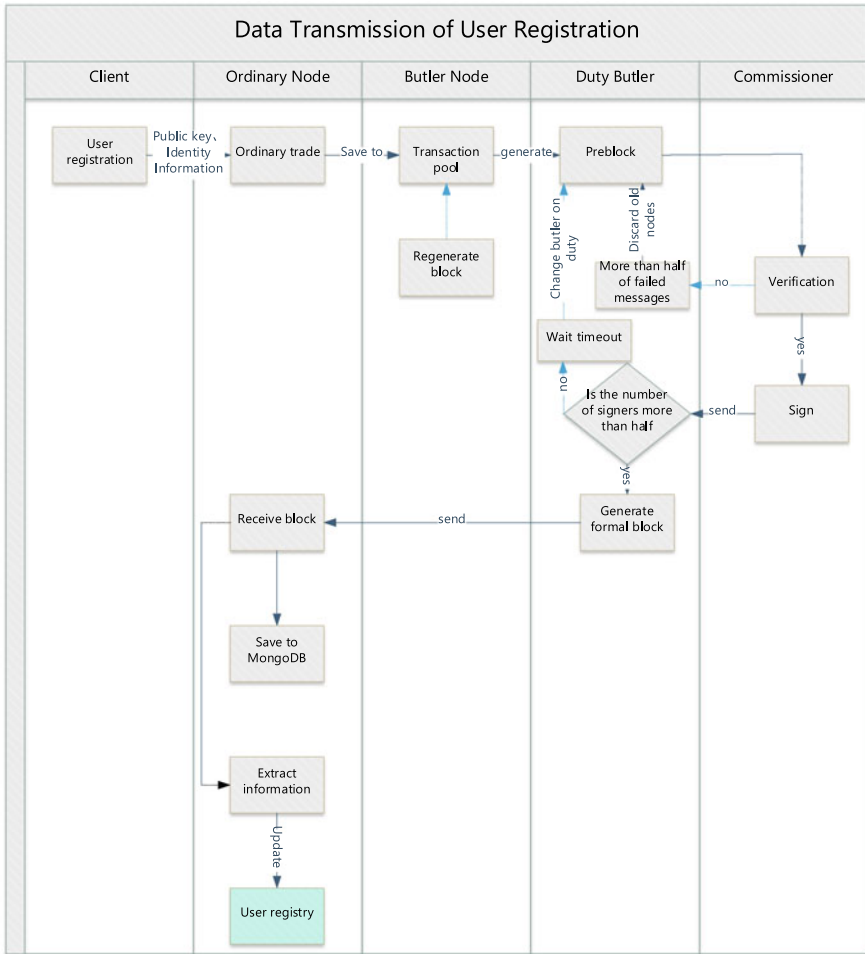 Data Transmission of User Registration
Client
Ordinary Node
Butler Node
Duty Butler
Commissioner
User
registration
Public key、
Identity
Information
Ordinary trade
Save to
Transaction
pool
generate
Preblock
Regenerate
block
Change butler on
duty
Discard old
nodes
More than half
of failed
messages
no
Verification
Wait timeout
yes
no
Is the number
of signers more
than half
send
Sign
yes
Receive block
send
Generate
formal block
Save to
MongoDB
Extract
information
Update
User registry